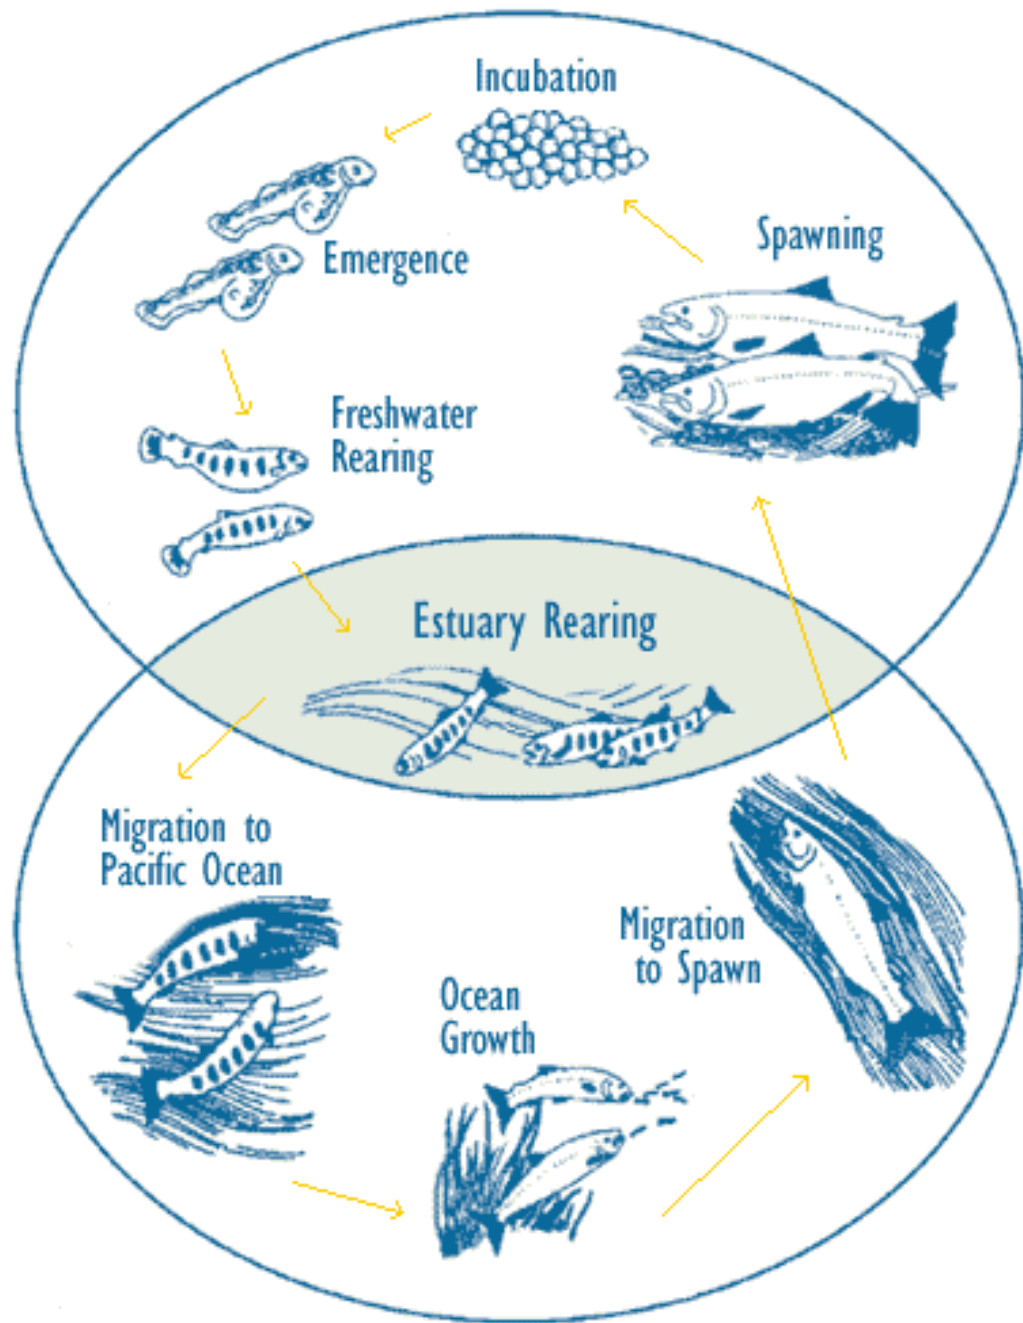 Incubation
Spawning
Emergence
Freshwater
Rearing
Estuary Rearing
Migration to
Pacific Ocean
Migration
to Spawn
Ocean
Growth